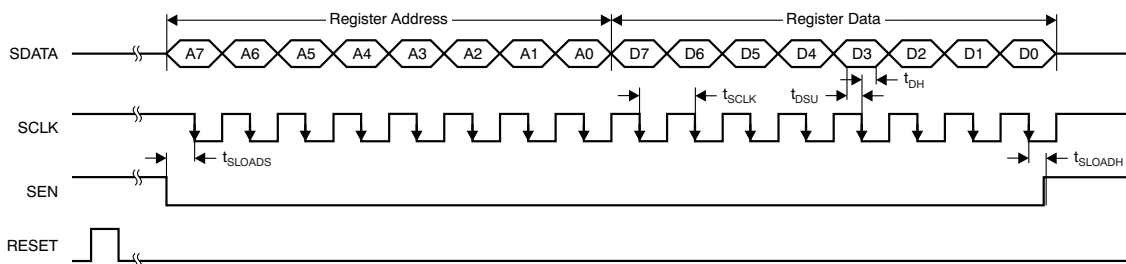 Register Address Register Data
SDATA A7 A6 A5 A4 A3 A2 A1 A0 D7 D6 D5 D4 D3 D2 D1 D0
tDH
tSCLK tDSU
SCLK
tSLOADS tSLOADH
SEN
RESET